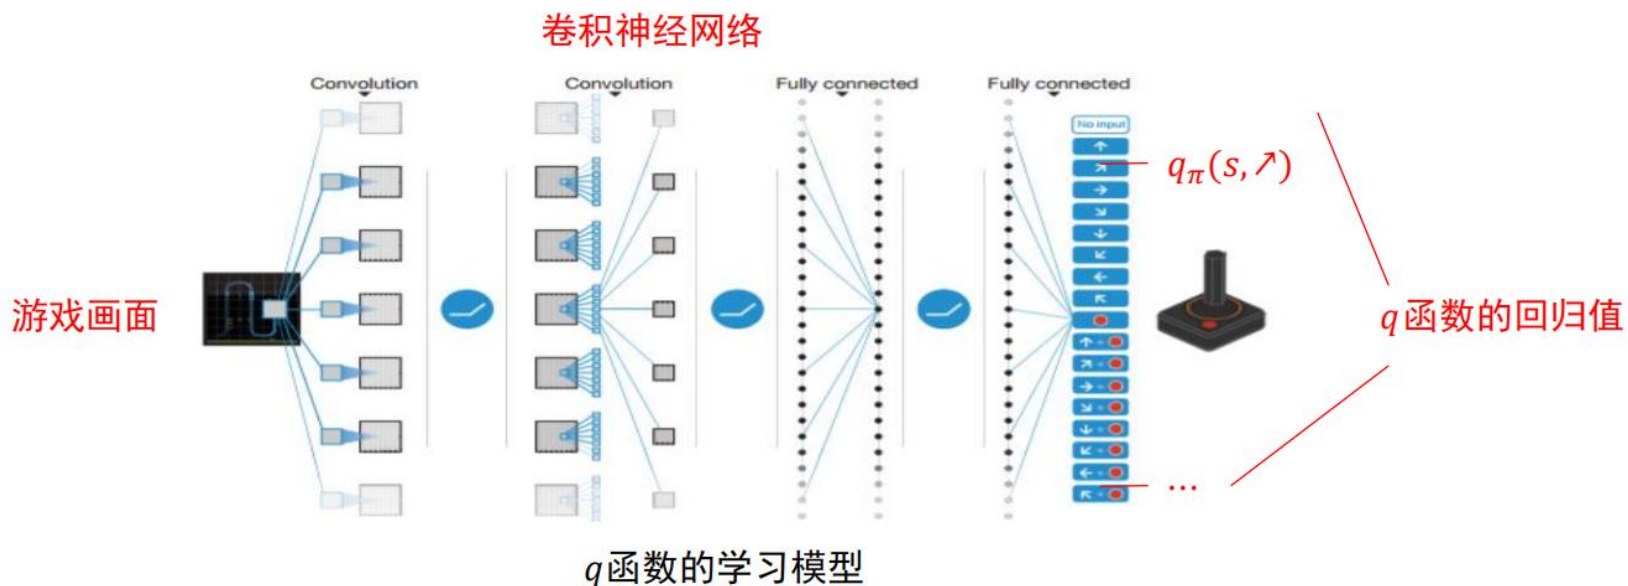 卷积神经网络
Convolution
Convolution
Fully connected
Fully connected
No input
qπ(s,↗)
游戏画面
q函数的回归值
...
q函数的学习模型